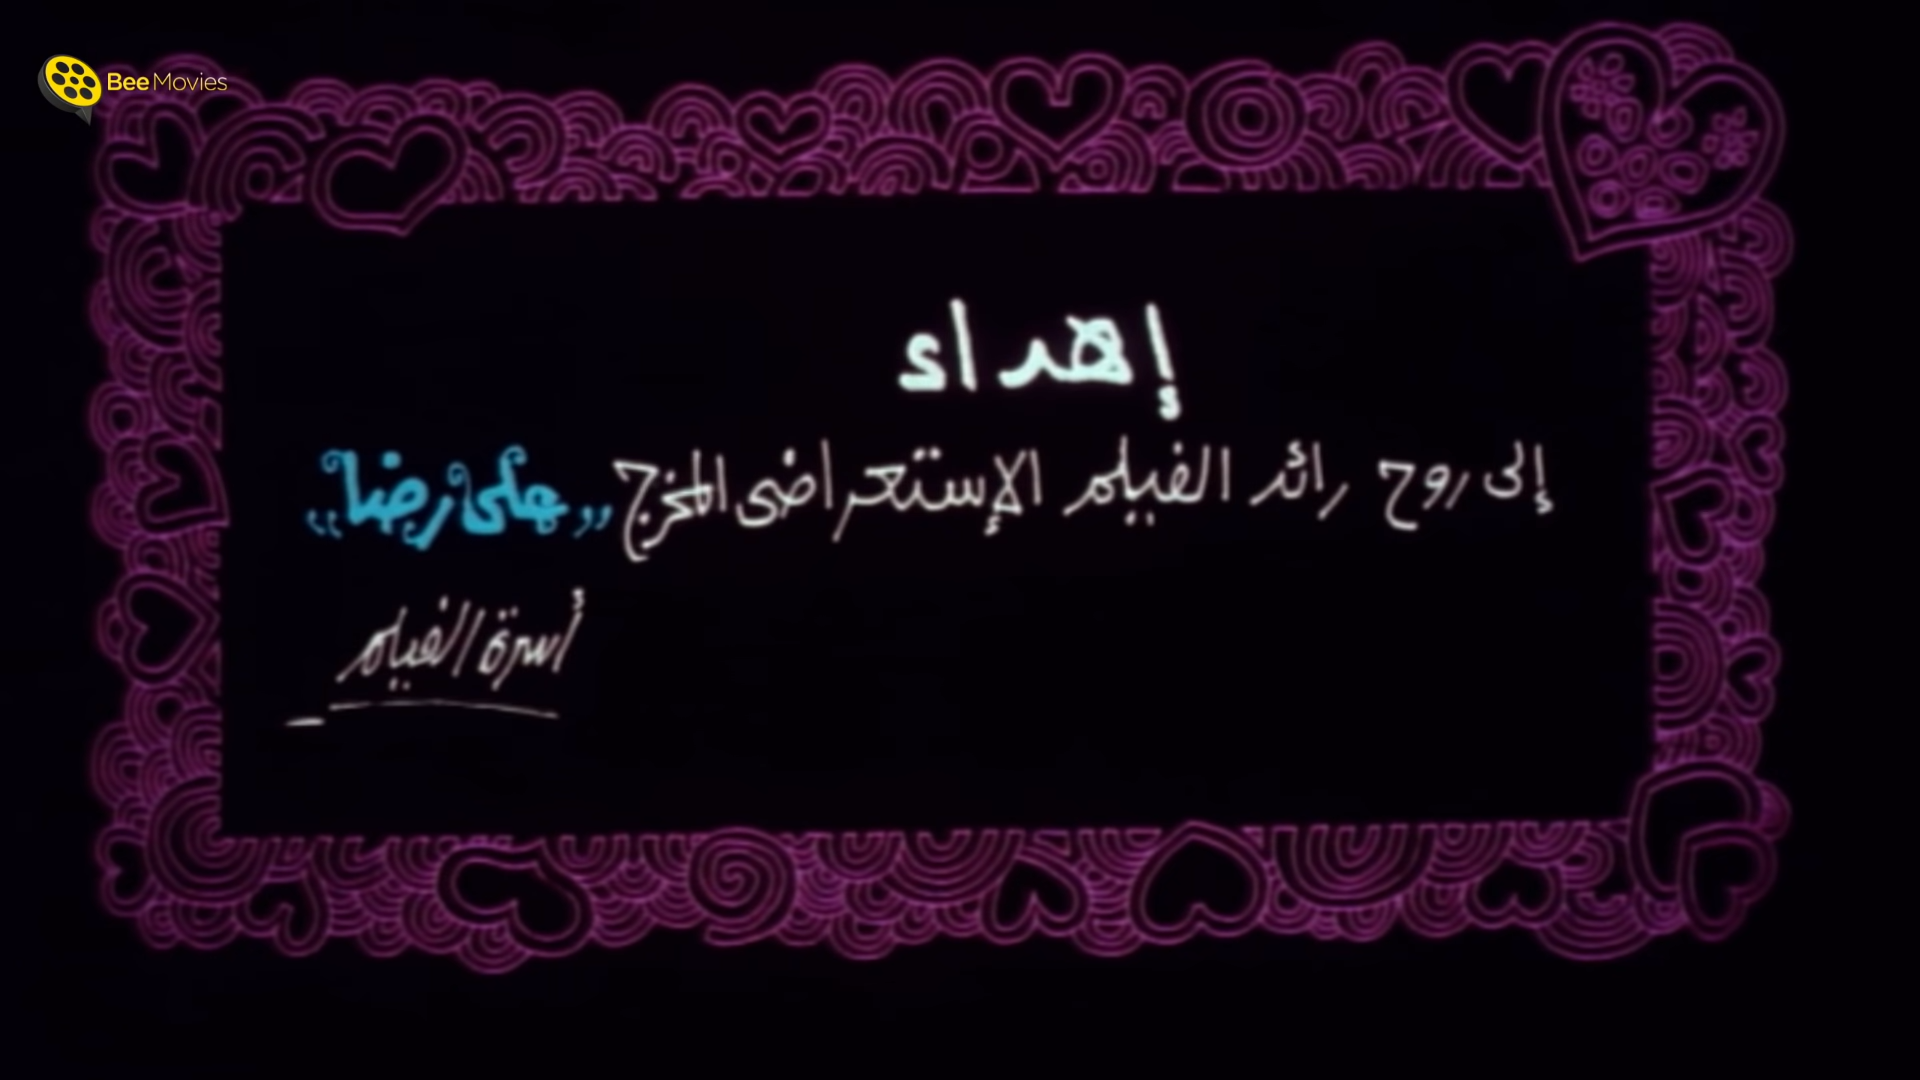 Bee Movies
إهداء
إلى روح رائد الفيلم الإستعراضى المخرج "على رضا"
أسرة الفيلم